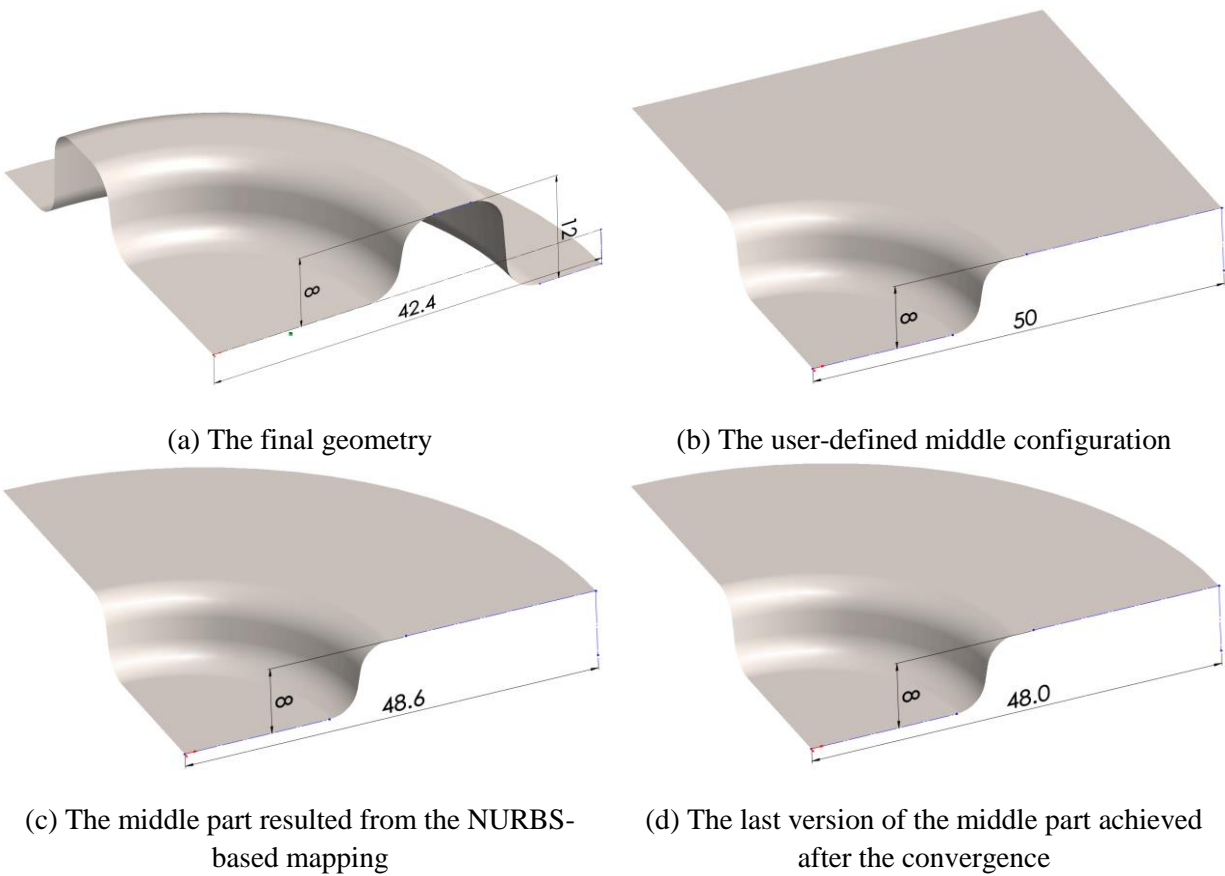 12
8
42.4
(a) The final geometry
8
50
(b) The user-defined middle configuration
8
48.6
(c) The middle part resulted from the NURBS-
based mapping
8
48.0
(d) The last version of the middle part achieved
after the convergence